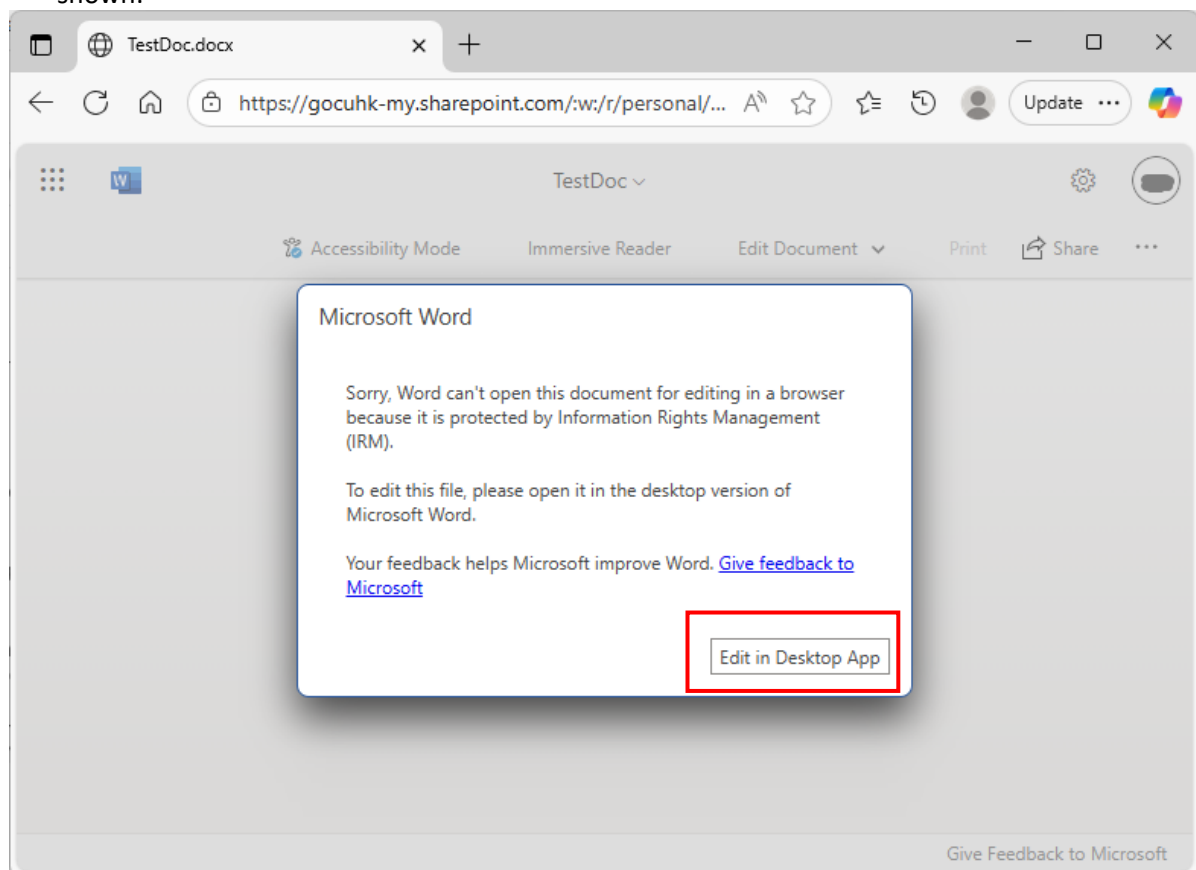 shown.
TestDoc.docx
https://gocuhk-my.sharepoint.com/:w:/r/personal/... A Update ...
W TestDoc
Accessibility Mode Immersive Reader Edit Document Print Share ...
Microsoft Word
Sorry, Word can't open this document for editing in a browser
because it is protected by Information Rights Management
(IRM).
To edit this file, please open it in the desktop version of
Microsoft Word.
Your feedback helps Microsoft improve Word. Give feedback to
Microsoft
Edit in Desktop App
Give Feedback to Microsoft